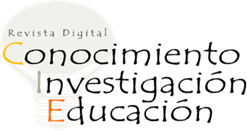 Revista Digital
Conocimiento
Investigación
Educación